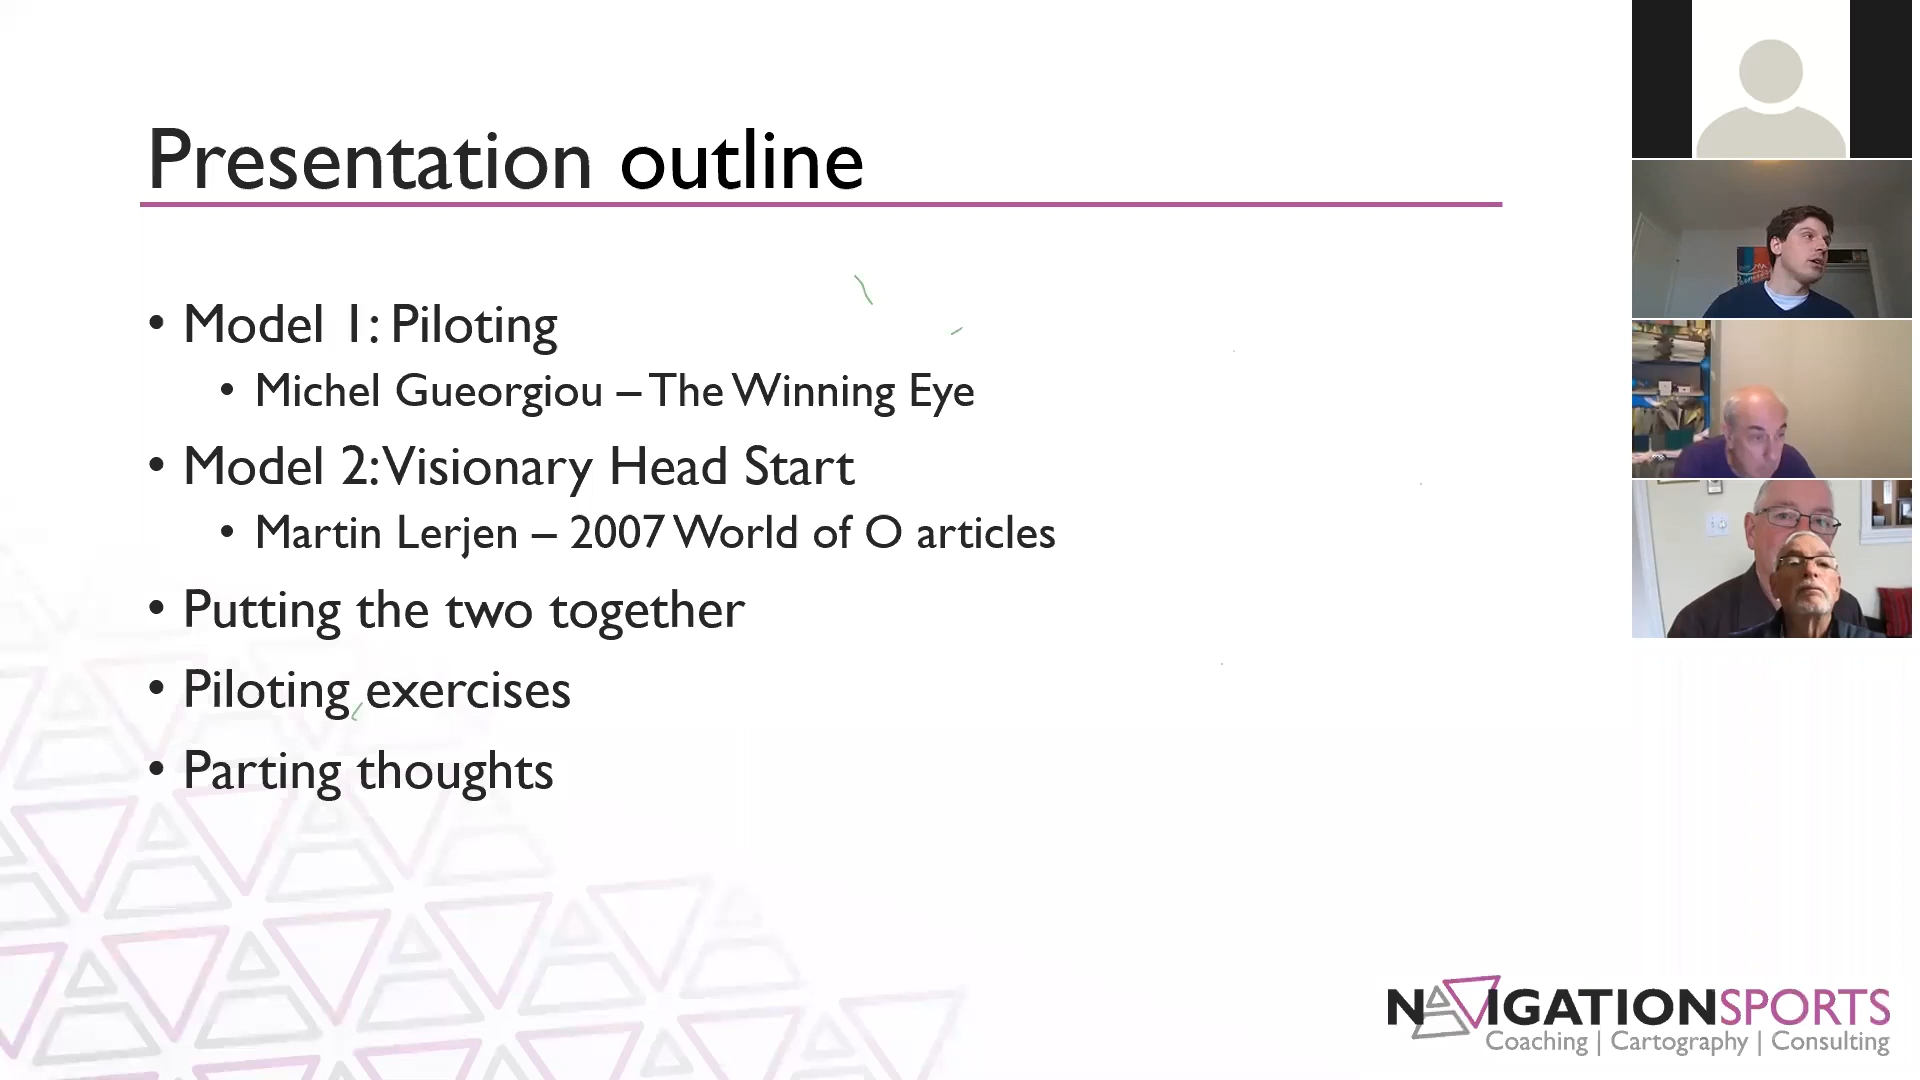 Presentation outline
• Model 1: Piloting
• Michel Gueorgiou – The Winning Eye
• Model 2: Visionary Head Start
• Martin Lerjen – 2007 World of O articles
• Putting the two together
• Piloting exercises
• Parting thoughts
NAVIGATIONSPORTS
Coaching | Cartography | Consulting